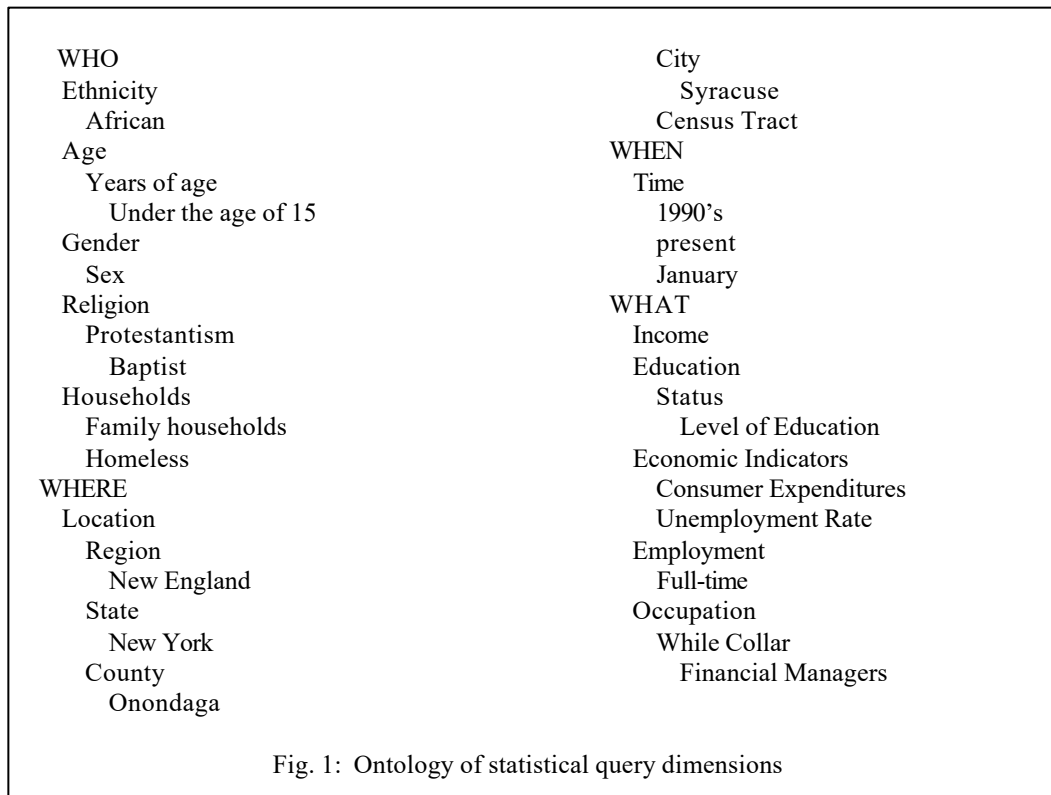 WHO
Ethnicity
African
Age
Years of age
Under the age of 15
Gender
Sex
Religion
Protestantism
Baptist
Households
Family households
Homeless
WHERE
Location
Region
New England
State
New York
County
Onondaga
City
Syracuse
Census Tract
WHEN
Time
1990's
present
January
WHAT
Income
Education
Status
Level of Education
Economic Indicators
Consumer Expenditures
Unemployment Rate
Employment
Full-time
Occupation
While Collar
Financial Managers
Fig. 1: Ontology of statistical query dimensions